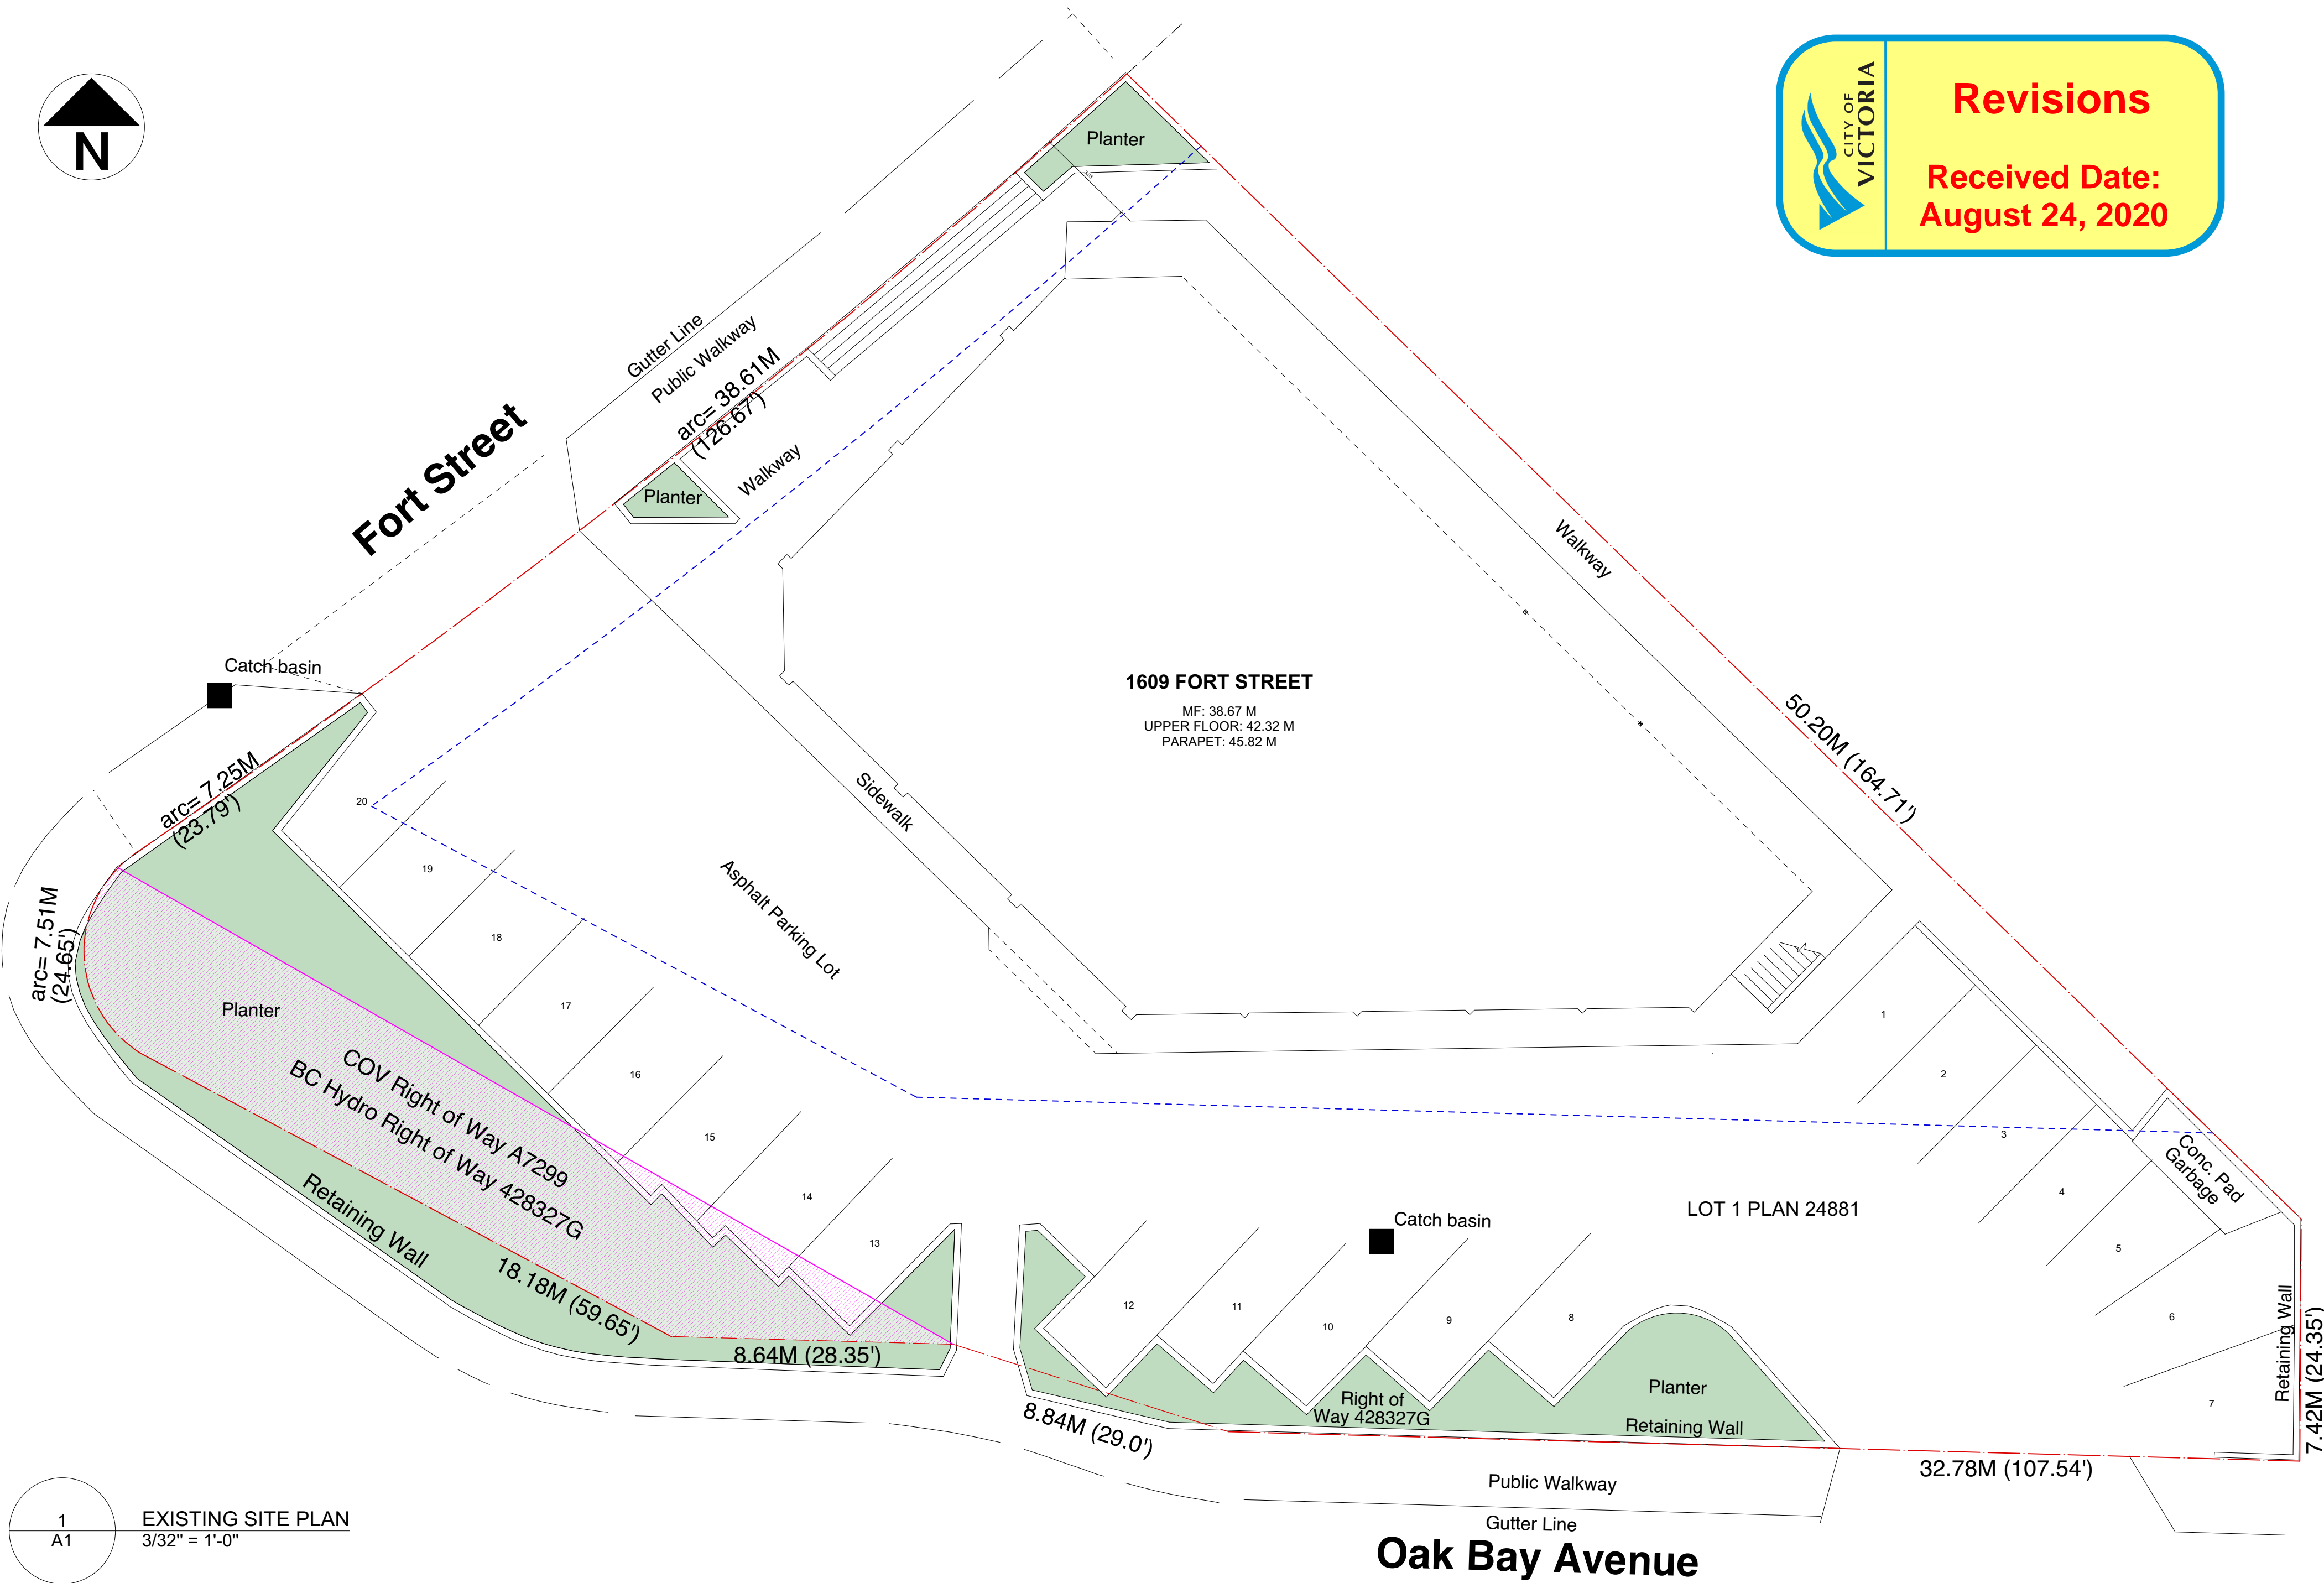 N
CITY OF
VICTORIA
Revisions
Received Date:
August 24, 2020
Planter
Gutter Line
Public Walkway
arc= 38.61M
(126.67')
Walkway
Planter
Fort Street
Walkway
Catch basin
1609 FORT STREET
MF: 38.67 M
UPPER FLOOR: 42.32 M
PARAPET: 45.82 M
50.20M (164.71')
arc= 7.25M
(23.79')
20
19
18
17
16
15
14
13
Sidewalk
Asphalt Parking Lot
arc= 7.51M
(24.65')
Planter
COV Right of Way A7299
BC Hydro Right of Way 428327G
Retaining Wall
18.18M (59.65')
8.64M (28.35')
1
2
3
4
5
6
7
Conc. Pad
Garbage
LOT 1 PLAN 24881
Catch basin
12
11
10
9
8
Right of
Way 428327G
Planter
Retaining Wall
Retaining Wall
7.42M (24.35')
8.84M (29.0')
32.78M (107.54')
Public Walkway
Gutter Line
Oak Bay Avenue
1
A1
EXISTING SITE PLAN
3/32" = 1'-0"